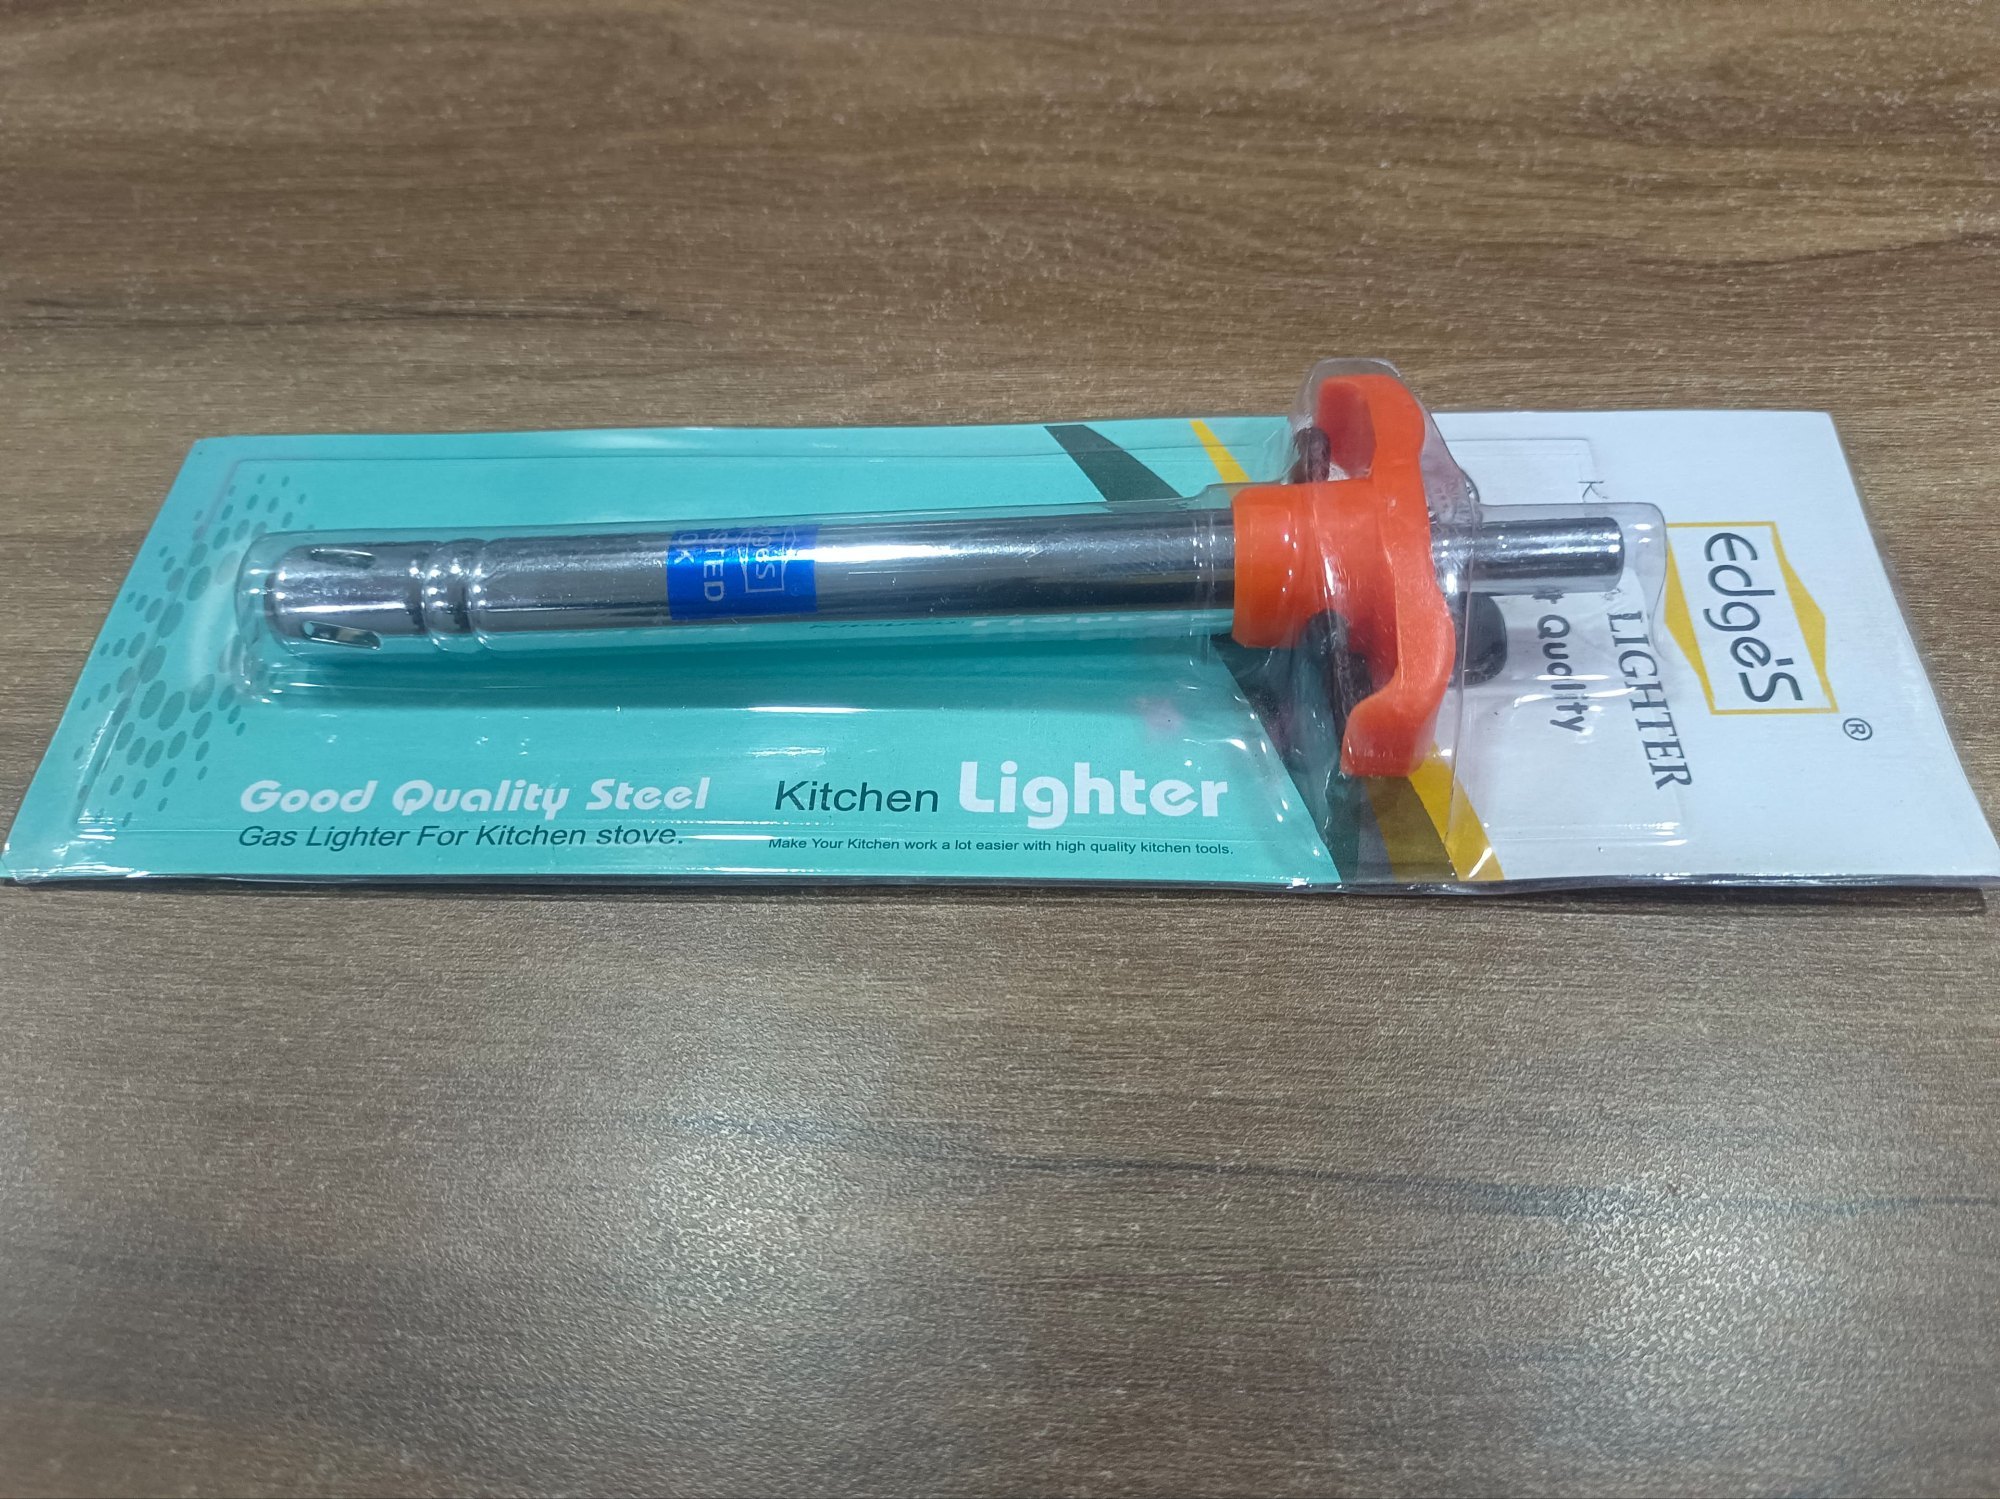 Edge's
®
LIGHTER
Quality
Good Quality Steel
Gas Lighter For Kitchen stove.
Kitchen Lighter
Make Your Kitchen work a lot easier with high quality kitchen tools.